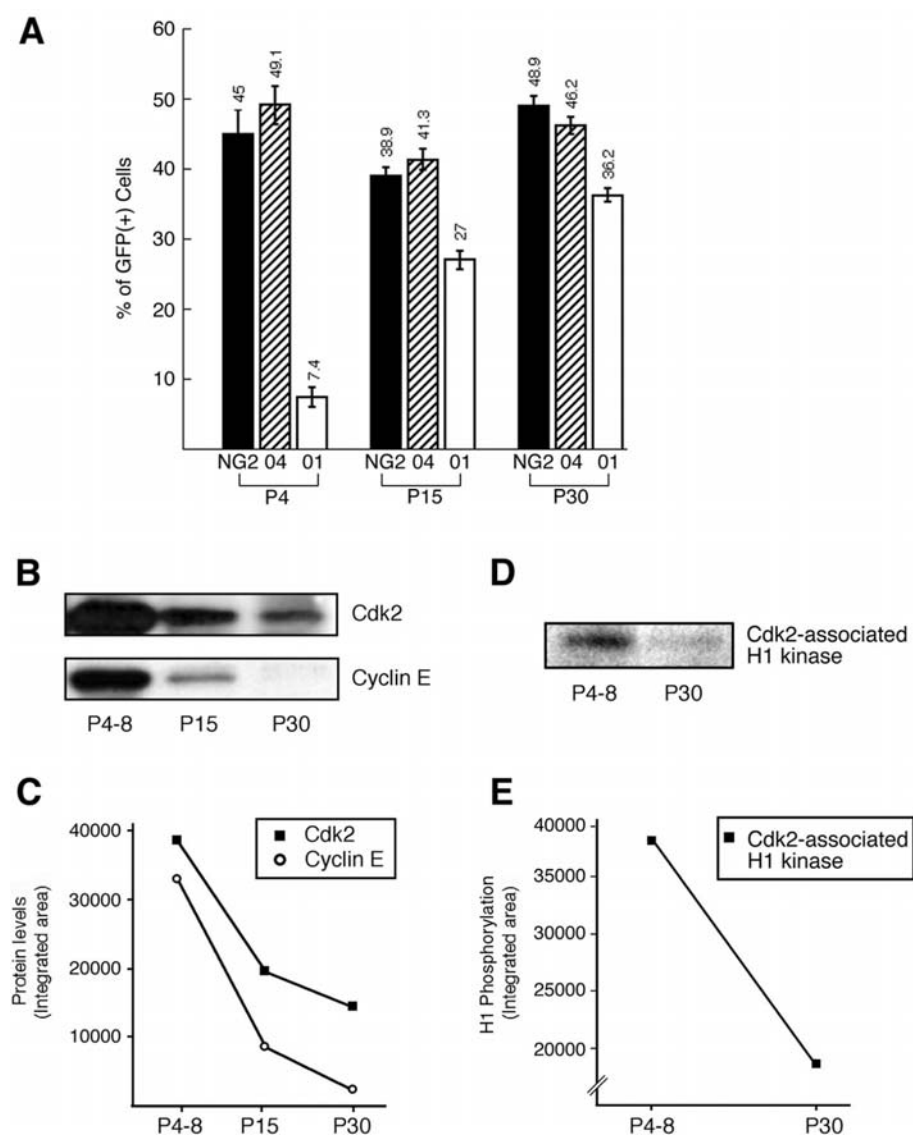 A
60
50
40
30
20
10
% of GFP(+) Cells
45
49.1
7.4
38.9
41.3
27
48.9
46.2
36.2
NG2 04 01 NG2 04 01 NG2 04 01
P4 P15 P30
B
Cdk2
Cyclin E
P4-8 P15 P30
D
Cdk2-associated
H1 kinase
P4-8 P30
C
40000
30000
20000
10000
Protein levels
(Integrated area)
Cdk2
Cyclin E
P4-8 P15 P30
E
40000
35000
30000
25000
20000
H1 Phosphorylation
(Integrated area)
Cdk2-associated
H1 kinase
P4-8 P30